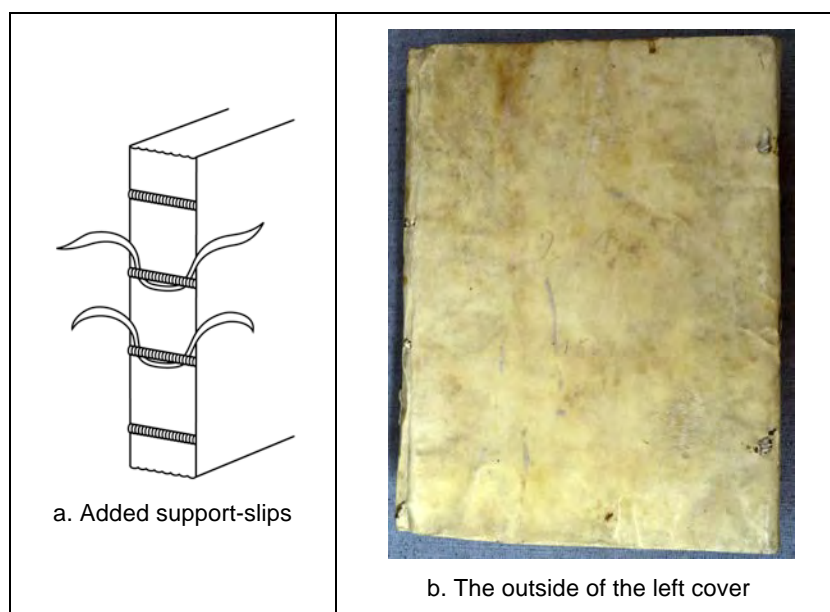 a. Added support-slips
b. The outside of the left cover